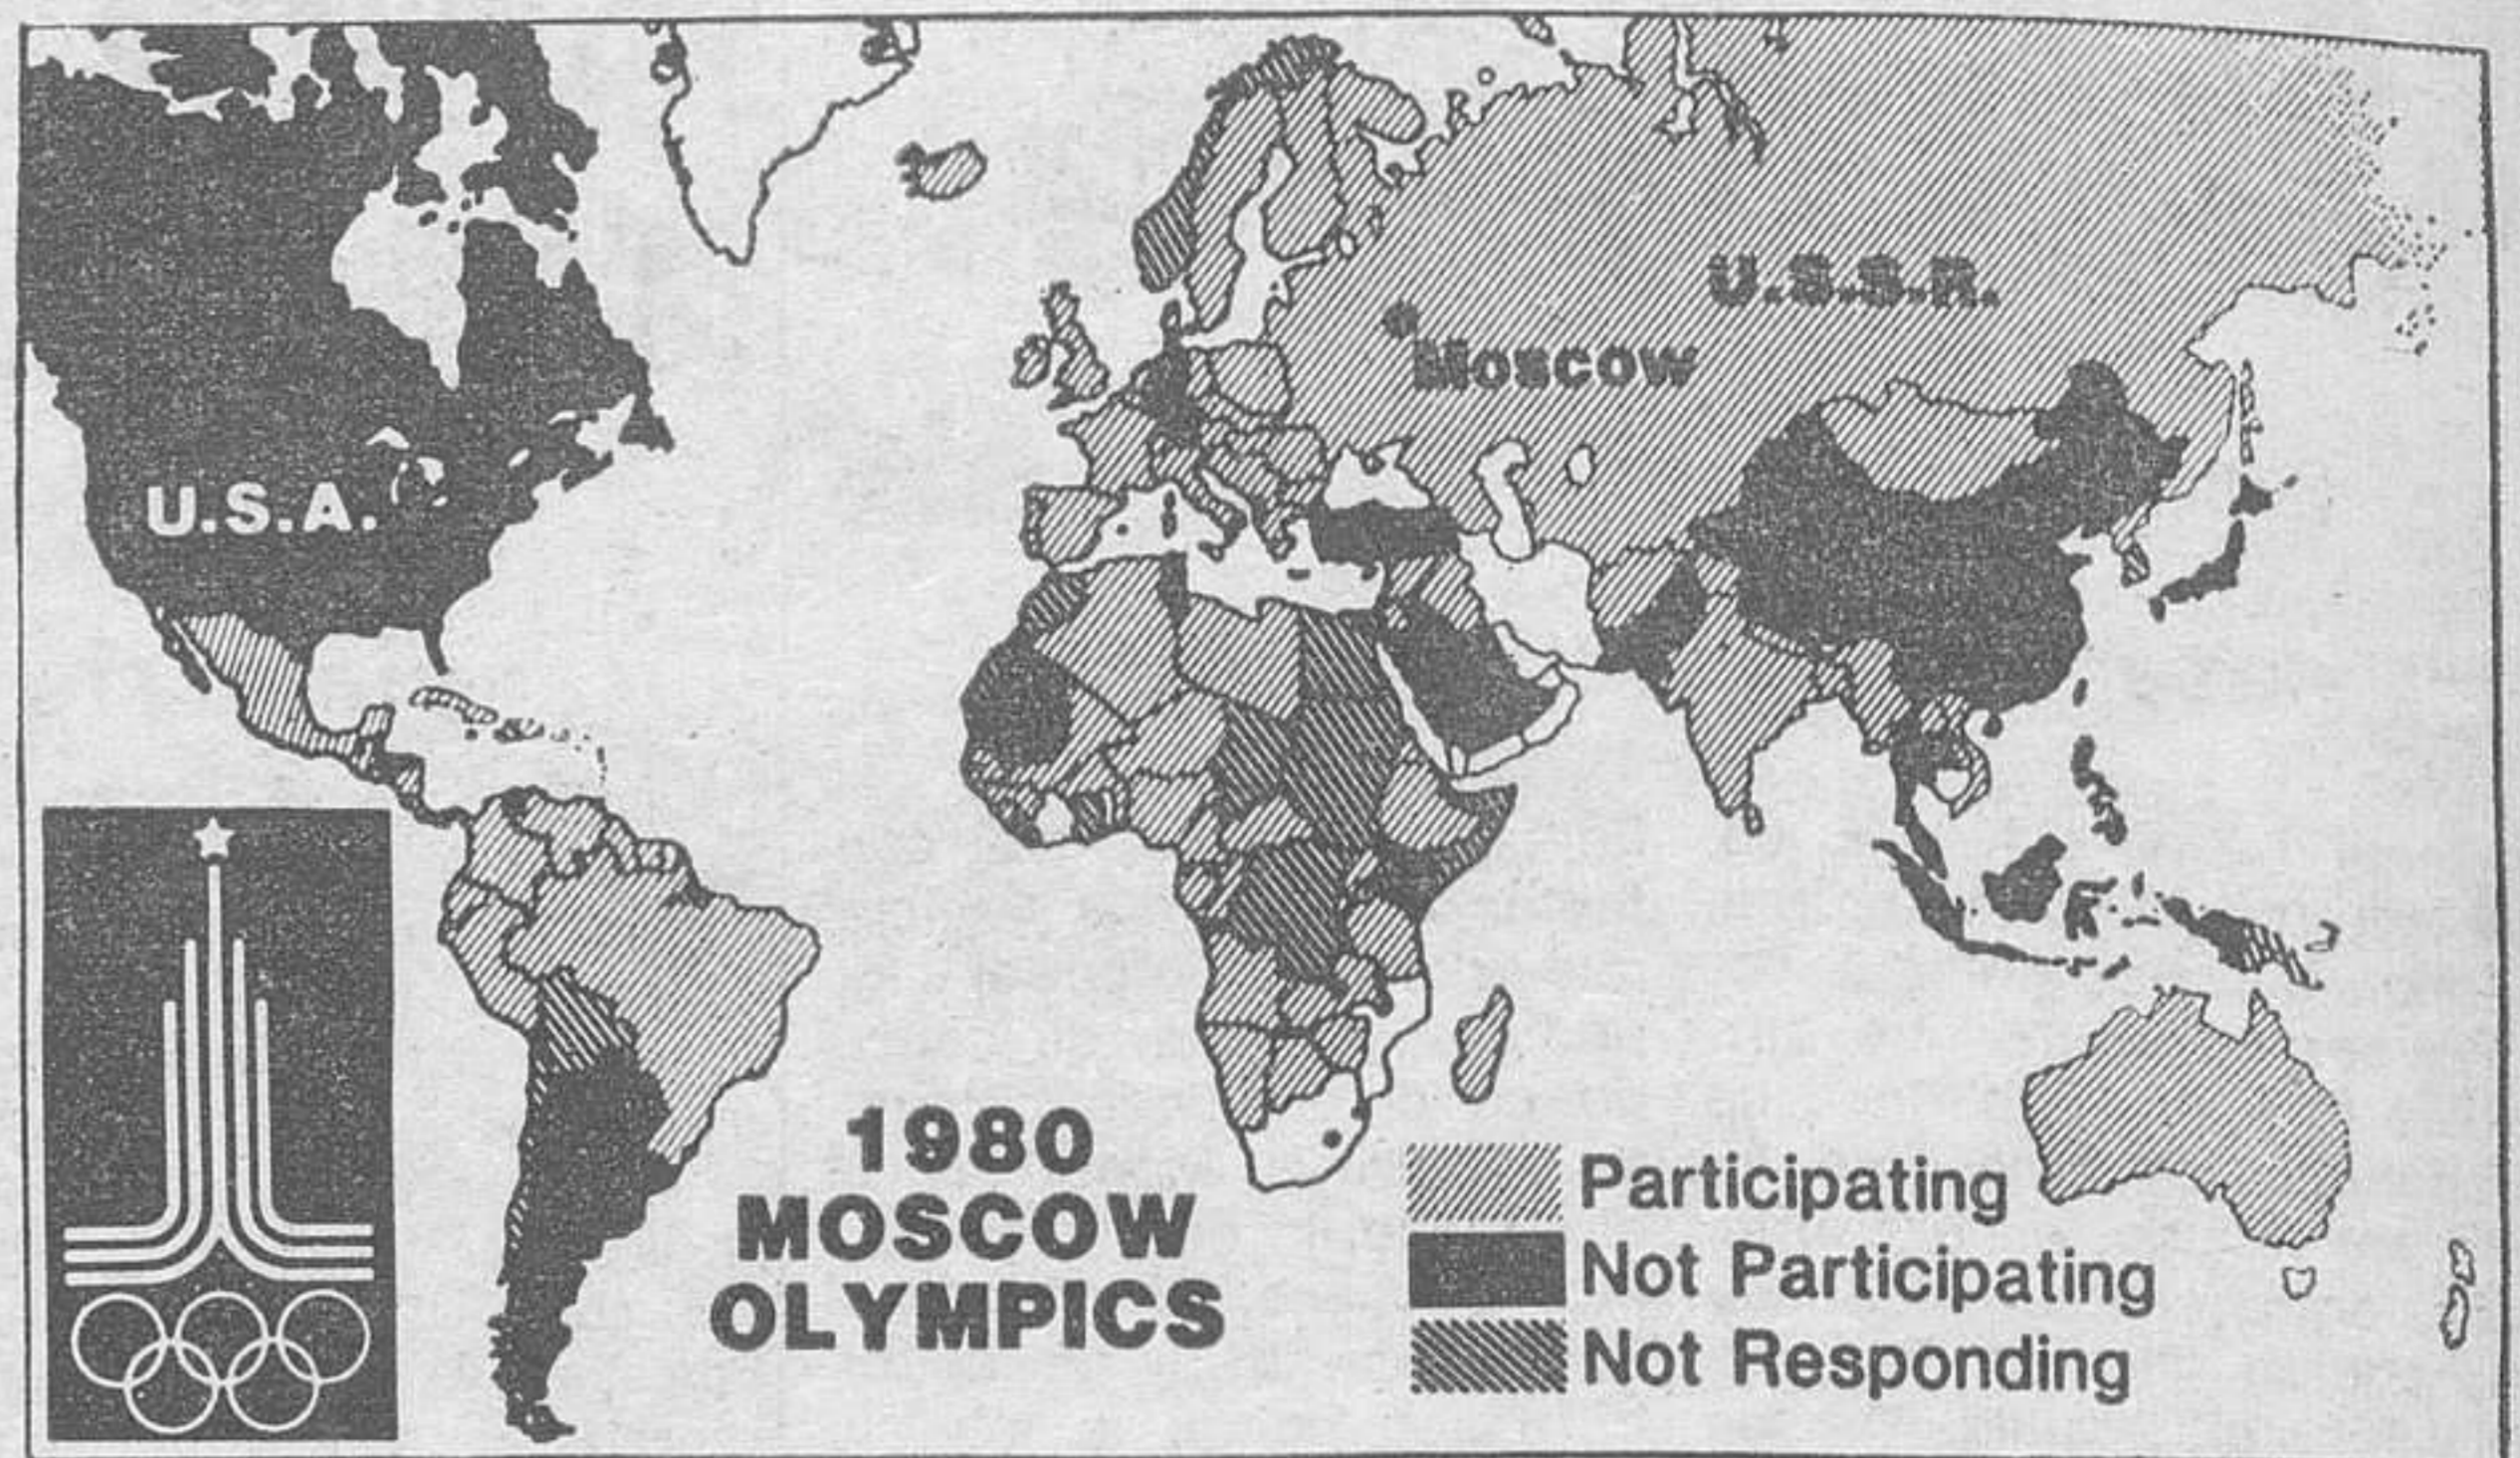 U.S.A.
U.S.S.R.
Moscow
1980
MOSCOW
OLYMPICS
Participating
Not Participating
Not Responding